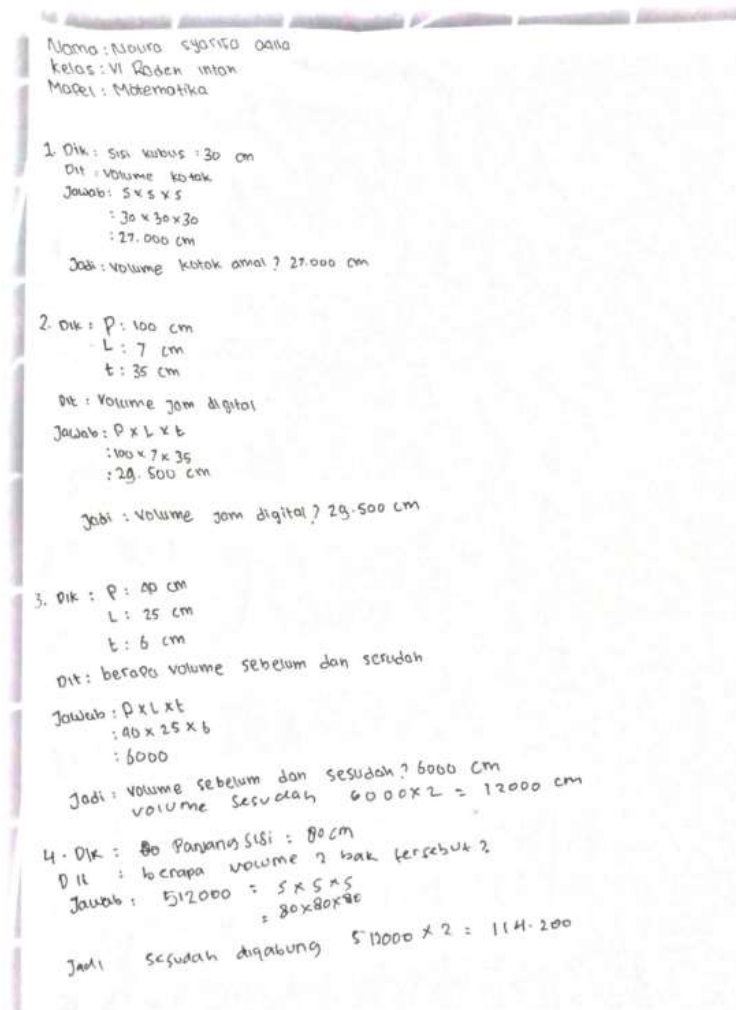 Nama : Noura syarifa
Kelas : VI Raden intan
Mapel : Matematika
1. Dik : Sisi kubus : 30 cm
Dit : volume kotak
Jawab : S x S x S
: 30 x 30 x 30
: 27.000 cm
Jadi : volume kotak amal ? 27.000 cm
2. Dik : P : 100 cm
L : 7 cm
t : 35 cm
Dit : Volume jam digital
Jawab : P x L x t
: 100 x 7 x 35
: 29.500 cm
Jadi : Volume jam digital ? 29.500 cm
3. Dik : P : 40 cm
L : 25 cm
t : 6 cm
Dit : berapa volume sebelum dan sesudah
Jawab : P x L x t
: 40 x 25 x 6
: 6000
Jadi : volume sebelum dan sesudah ? 6000 cm
volume sesudah 6000 x 2 = 12000 cm
4. Dik : Panjang sisi : 80 cm
Dit : berapa volume 2 bak tersebut ?
Jawab : 512000 = S x S x S
= 80 x 80 x 80
Jadi sesudah digabung 512000 x 2 = 114.200